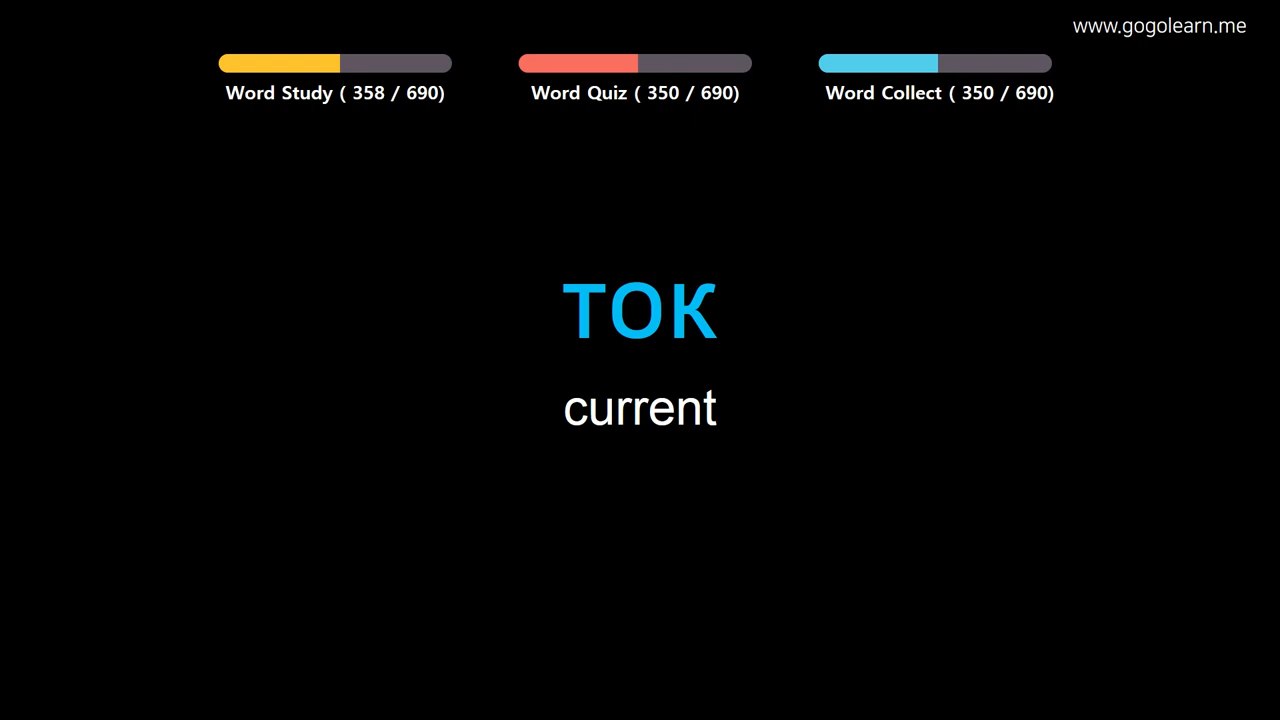 www.gogolearn.me
Word Study ( 358 / 690)
Word Quiz ( 350 / 690)
Word Collect ( 350 / 690)
ток
current